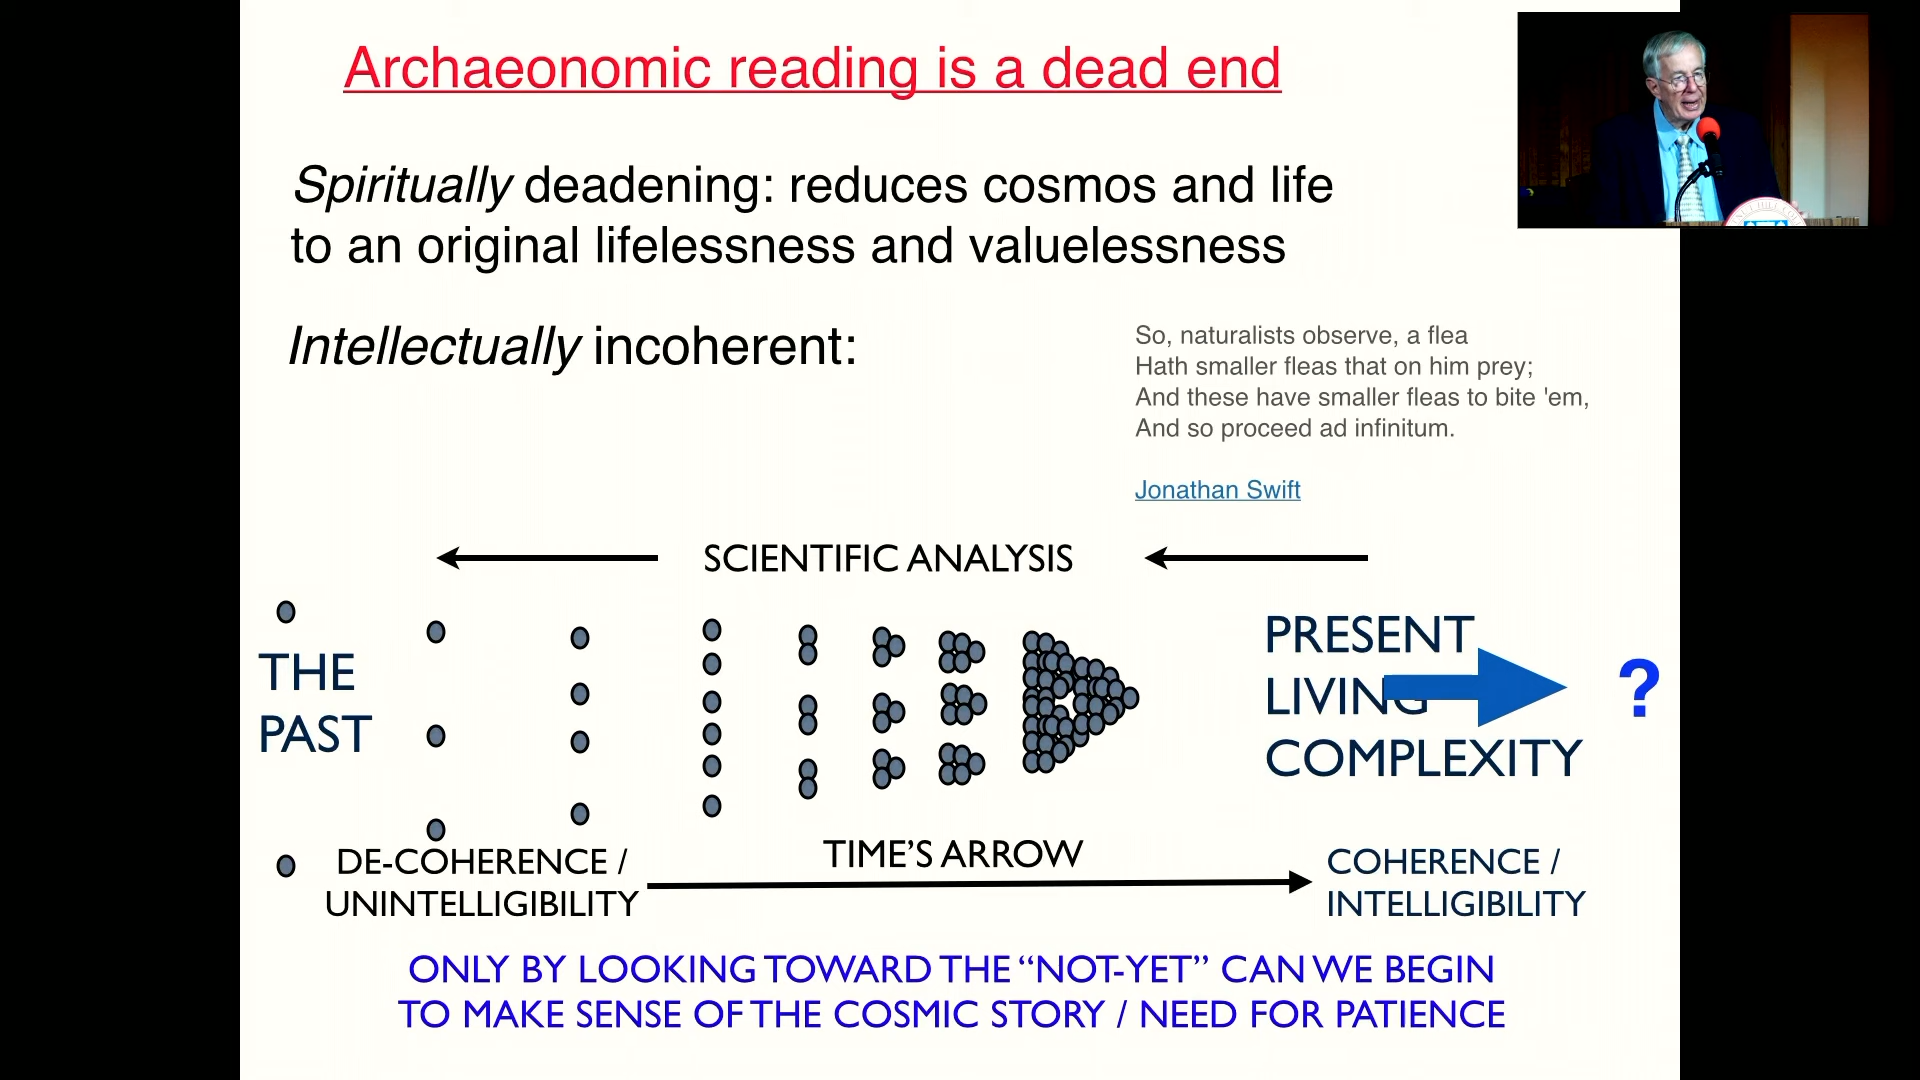 Archaeonomic reading is a dead end
Spiritually deadening: reduces cosmos and life
to an original lifelessness and valuelessness
Intellectually incoherent:
So, naturalists observe, a flea
Hath smaller fleas that on him prey;
And these have smaller fleas to bite 'em,
And so proceed ad infinitum.
Jonathan Swift
SCIENTIFIC ANALYSIS
THE
PAST
PRESENT
LIVING
COMPLEXITY
?
DE-COHERENCE /
UNINTELLIGIBILITY
TIME'S ARROW
COHERENCE /
INTELLIGIBILITY
ONLY BY LOOKING TOWARD THE “NOT-YET” CAN WE BEGIN
TO MAKE SENSE OF THE COSMIC STORY / NEED FOR PATIENCE